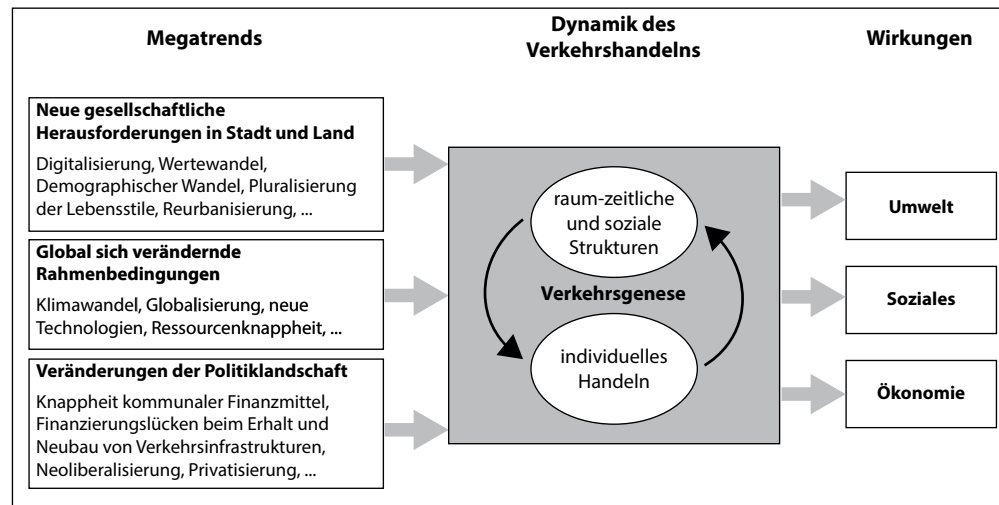 Megatrends
Dynamik des
Verkehrshandelns
Wirkungen
Neue gesellschaftliche
Herausforderungen in Stadt und Land
Digitalisierung, Wertewandel,
Demographischer Wandel, Pluralisierung
der Lebensstile, Reurbanisierung, ...
Global sich verändernde
Rahmenbedingungen
Klimawandel, Globalisierung, neue
Technologien, Ressourcenknappheit, ...
Veränderungen der Politiklandschaft
Knappheit kommunaler Finanzmittel,
Finanzierungslücken beim Erhalt und
Neubau von Verkehrsinfrastrukturen,
Neoliberalisierung, Privatisierung, ...
raum-zeitliche
und soziale
Strukturen
Verkehrsgenese
individuelles
Handeln
Umwelt
Soziales
Ökonomie